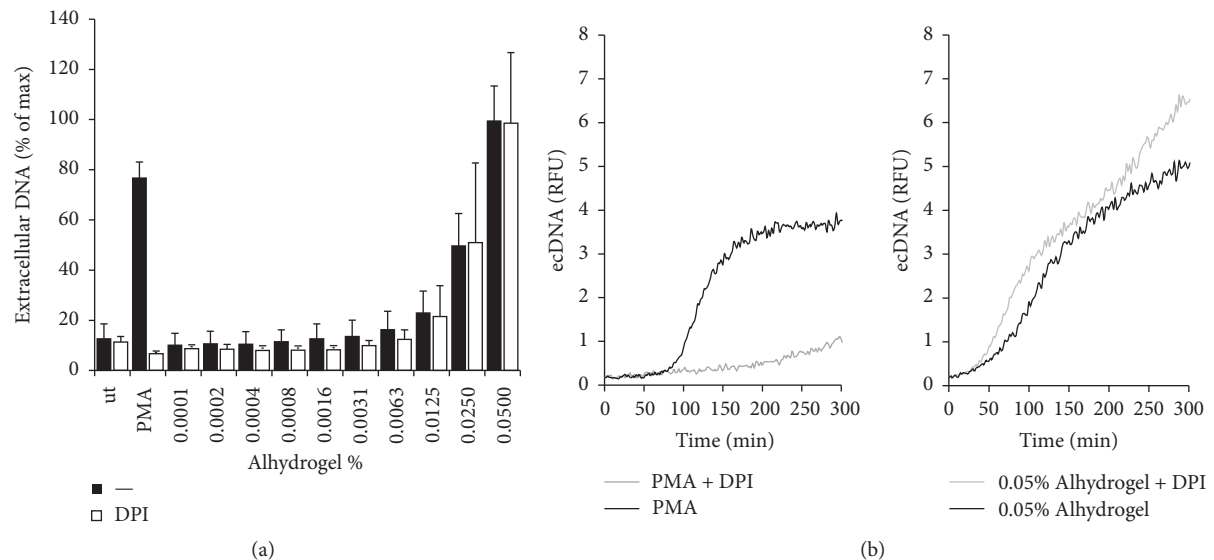 140
120
100
80
60
40
20
0
Extracellular DNA (% of max)
ut
PMA
0.0001
0.0002
0.0004
0.0008
0.0016
0.0031
0.0063
0.0125
0.0250
0.0500
Alhydrogel %
—
DPI
(a)
8
7
6
5
4
3
2
1
0
ecDNA (RFU)
0 50 100 150 200 250 300
Time (min)
PMA + DPI
PMA
8
7
6
5
4
3
2
1
0
ecDNA (RFU)
0 50 100 150 200 250 300
Time (min)
0.05% Alhydrogel + DPI
0.05% Alhydrogel
(b)